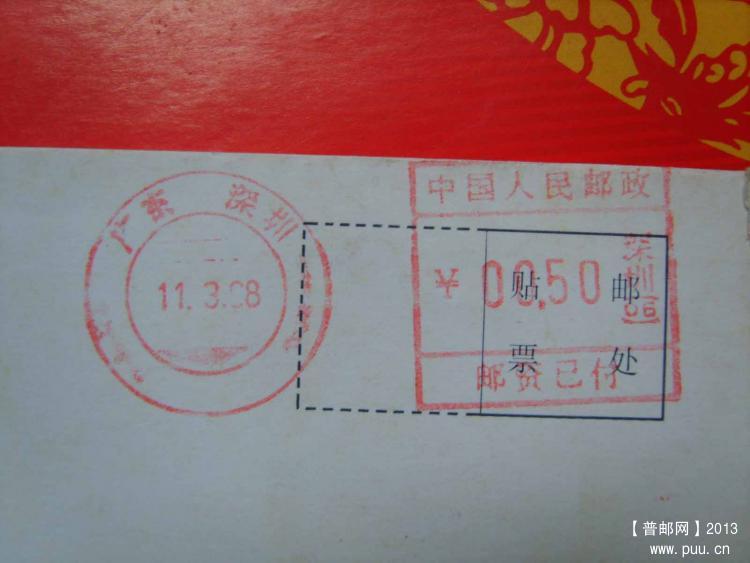 广东 深圳
11.3.98
中国人民邮政
¥ 00.50
深圳
邮资已付
贴 邮
票 处
【普邮网】2013
www.puu.cn